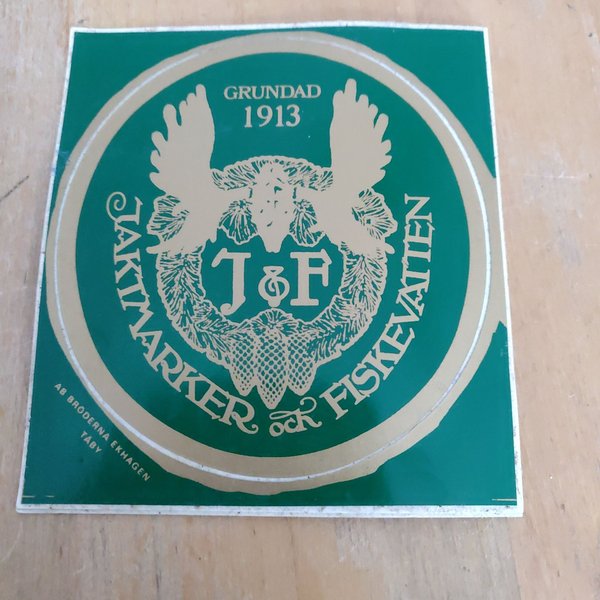 GRUNDAD
1913
J & F
JAKTMARKER och FISKEVATTEN
AB BRÖDERNA EKHAGEN
TÄBY